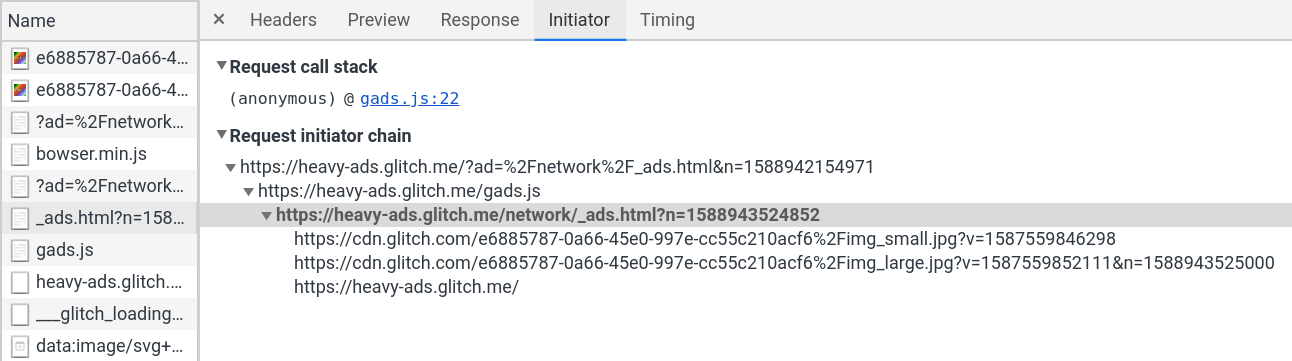 Name
× Headers Preview Response Initiator Timing
e6885787-0a66-4…
e6885787-0a66-4…
?ad=%2Fnetwork…
bowser.min.js
?ad=%2Fnetwork…
_ads.html?n=158…
gads.js
heavy-ads.glitch.…
___glitch_loading…
data:image/svg+…
Request call stack
(anonymous) @ gads.js:22
Request initiator chain
https://heavy-ads.glitch.me/?ad=%2Fnetwork%2F_ads.html&n=1588942154971
https://heavy-ads.glitch.me/gads.js
https://heavy-ads.glitch.me/network/_ads.html?n=1588943524852
https://cdn.glitch.com/e6885787-0a66-45e0-997e-cc55c210acf6%2Fimg_small.jpg?v=1587559846298
https://cdn.glitch.com/e6885787-0a66-45e0-997e-cc55c210acf6%2Fimg_large.jpg?v=1587559852111&n=1588943525000
https://heavy-ads.glitch.me/